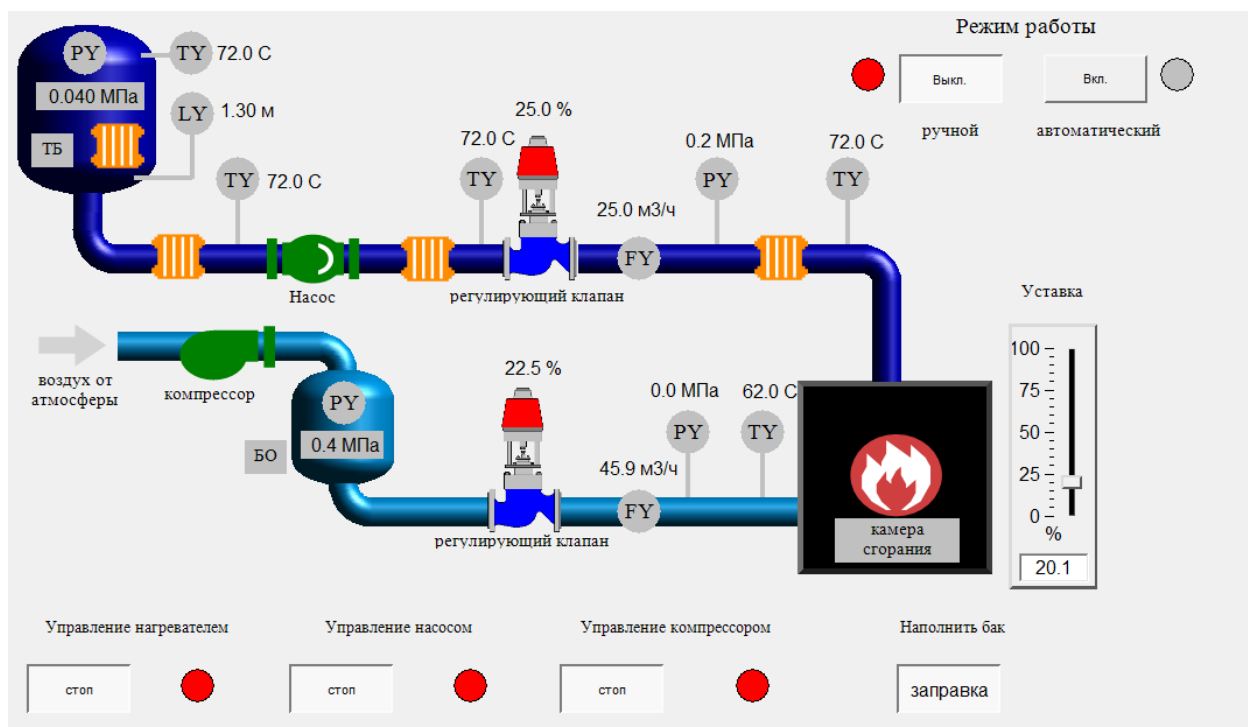 Режим работы
PY
TY
72.0 C
0.040 МПа
LY
1.30 м
ТБ
Выкл.
Вкл.
ручной
автоматический
25.0 %
72.0 C
0.2 МПа
72.0 C
TY
72.0 C
TY
PY
TY
25.0 м3/ч
FY
Насос
регулирующий клапан
Уставка
воздух от
атмосферы
компрессор
22.5 %
PY
0.4 МПа
БО
0.0 МПа
62.0 C
PY
TY
45.9 м3/ч
FY
регулирующий клапан
камера
сгорания
100
75
50
25
0
%
20.1
Управление нагревателем
Управление насосом
Управление компрессором
Наполнить бак
стоп
стоп
стоп
заправка